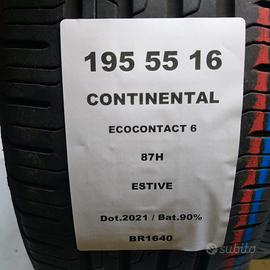 195 55 16
CONTINENTAL
ECOCONTACT 6
87H
ESTIVE
Dot.2021 / Bat.90%
BR1640
subito